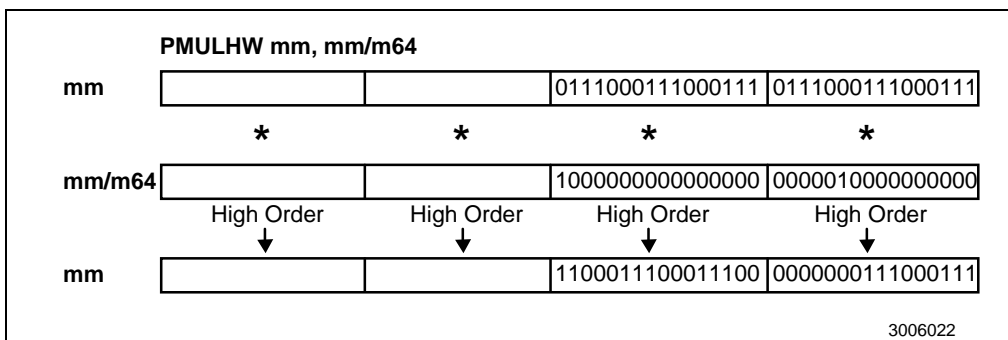 PMULHW mm, mm/m64
mm 0111000111000111 0111000111000111
* * * *
mm/m64 1000000000000000 0000010000000000
High Order High Order High Order High Order
mm 1100011100011100 0000000111000111
3006022